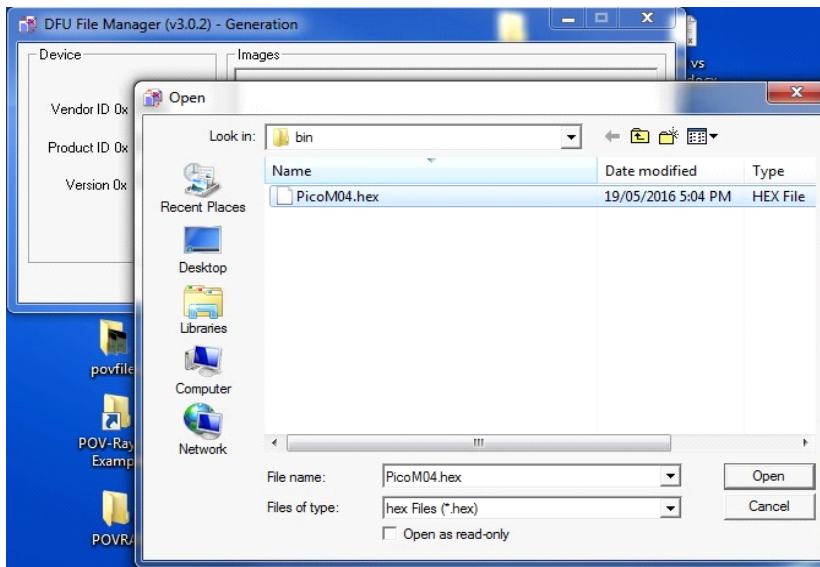 DFU File Manager (v3.0.2) - Generation
Device
Images
vs
Vendor ID 0x
Product ID 0x
Version 0x
Open
Look in:
bin
Name
Date modified
Type
PicoM04.hex
19/05/2016 5:04 PM
HEX File
Recent Places
Desktop
Libraries
Computer
Network
povfile
POV-Ray
Examp
POVRA
File name:
PicoM04.hex
Open
Files of type:
hex Files (*.hex)
Cancel
Open as read-only